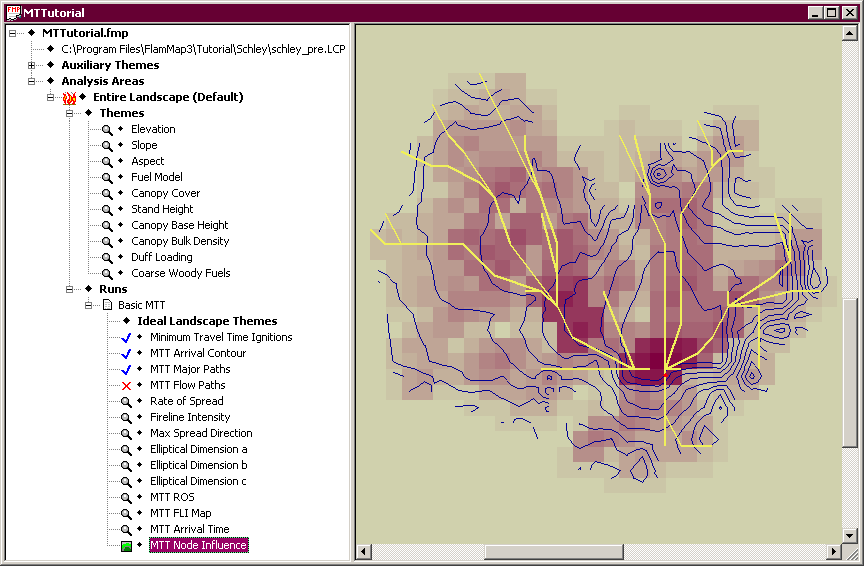 MTTutorial
MTTutorial.fmp
C:\Program Files\FlamMap3\Tutorial\Schley\schley_pre.LCP
Auxiliary Themes
Analysis Areas
Entire Landscape (Default)
Themes
Elevation
Slope
Aspect
Fuel Model
Canopy Cover
Stand Height
Canopy Base Height
Canopy Bulk Density
Duff Loading
Coarse Woody Fuels
Runs
Basic MTT
Ideal Landscape Themes
Minimum Travel Time Ignitions
MTT Arrival Contour
MTT Major Paths
MTT Flow Paths
Rate of Spread
Fireline Intensity
Max Spread Direction
Elliptical Dimension a
Elliptical Dimension b
Elliptical Dimension c
MTT ROS
MTT FLI Map
MTT Arrival Time
MTT Node Influence